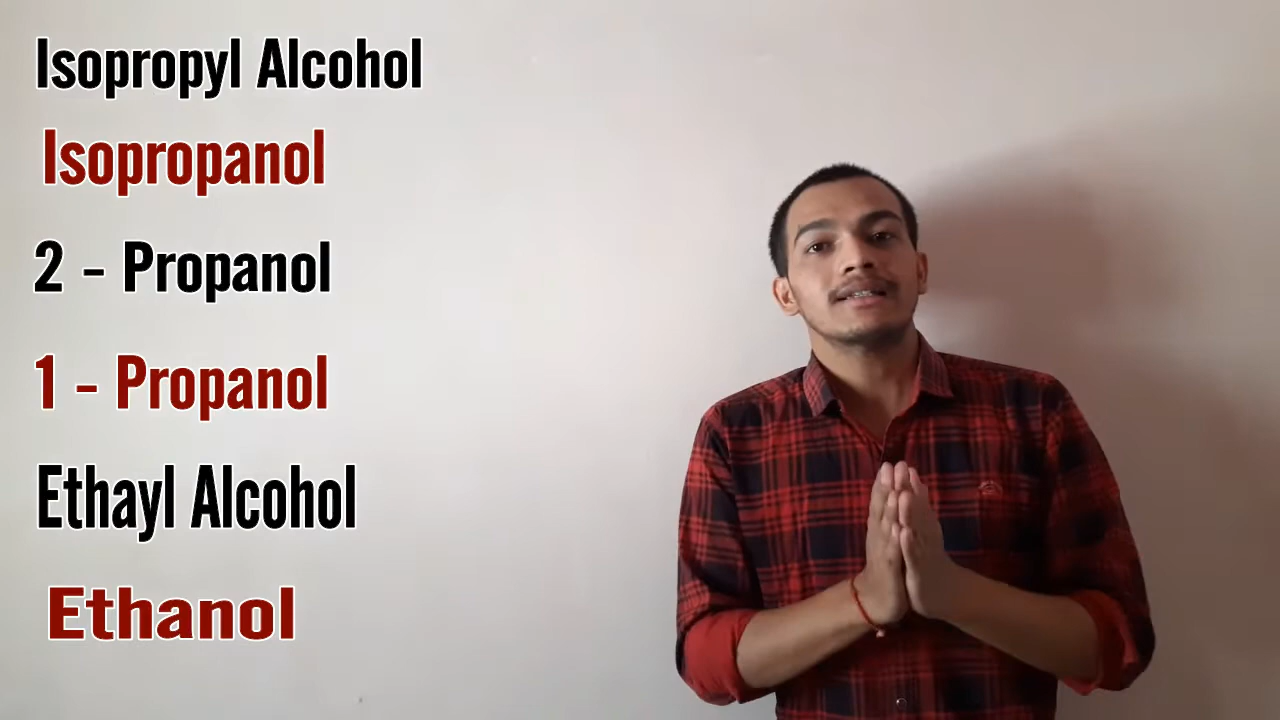 Isopropyl Alcohol
Isopropanol
2 - Propanol
1 - Propanol
Ethayl Alcohol
Ethanol